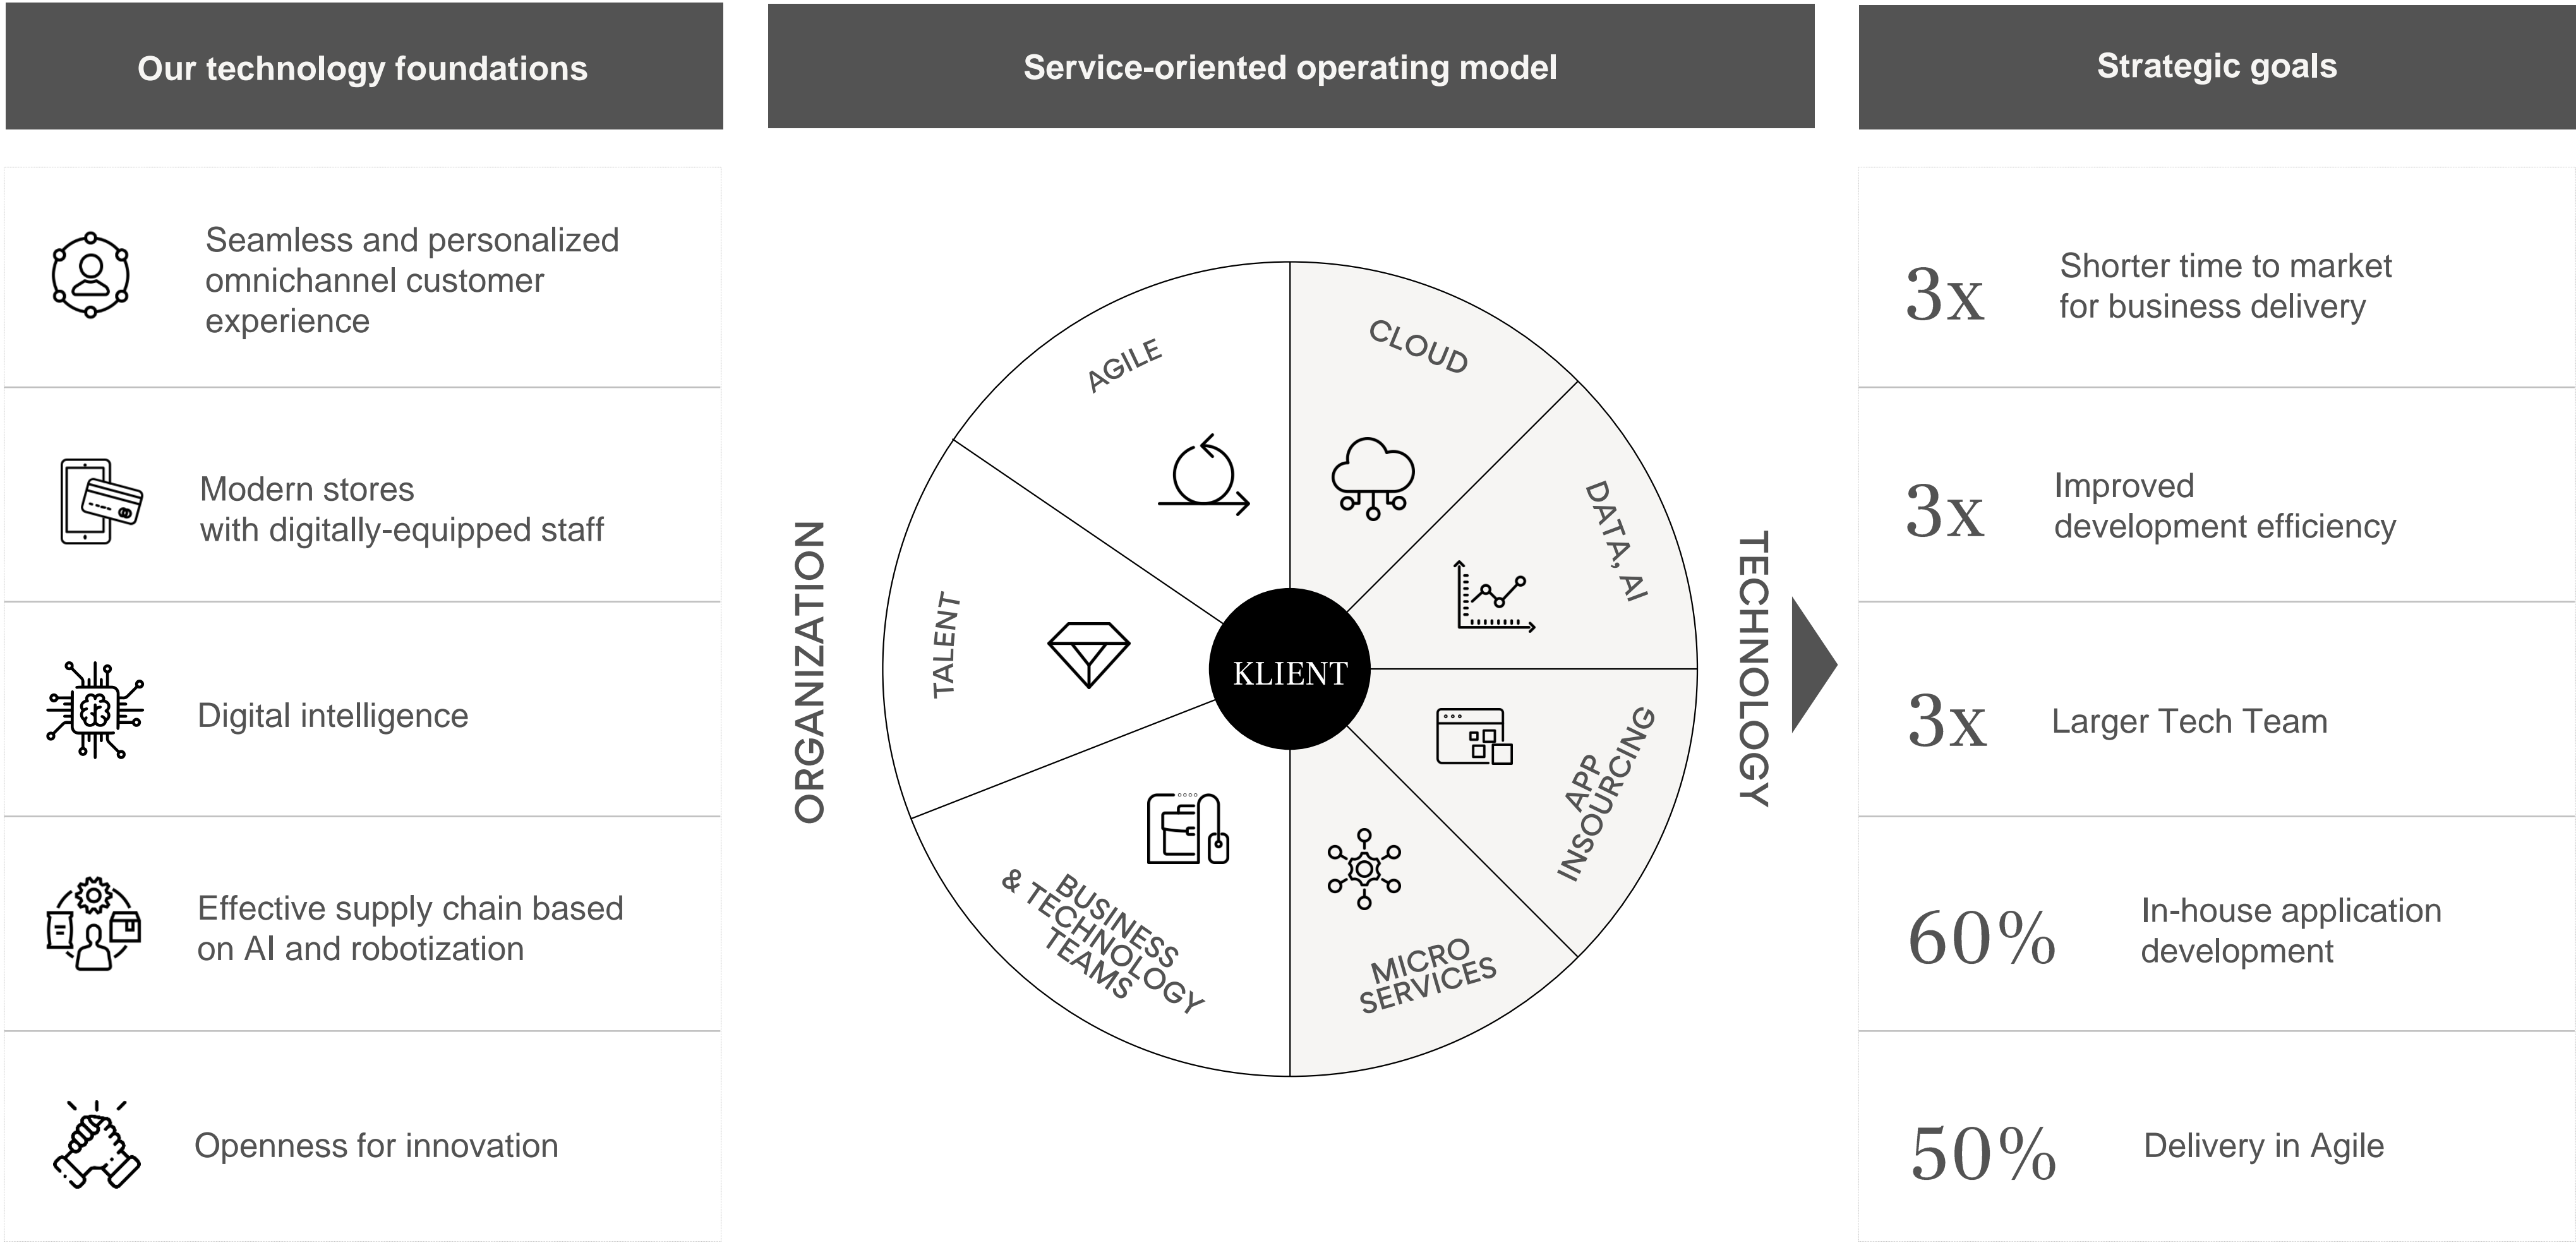 Our technology foundations
Seamless and personalized
omnichannel customer
experience
Modern stores
with digitally-equipped staff
Digital intelligence
Effective supply chain based
on AI and robotization
Openness for innovation
Service-oriented operating model
ORGANIZATION
AGILE
TALENT
BUSINESS
& TECHNOLOGY
TEAMS
KLIENT
CLOUD
DATA, AI
APP
INSOURCING
MICRO
SERVICES
TECHNOLOGY
Strategic goals
3x
Shorter time to market
for business delivery
3x
Improved
development efficiency
3x
Larger Tech Team
60%
In-house application
development
50%
Delivery in Agile